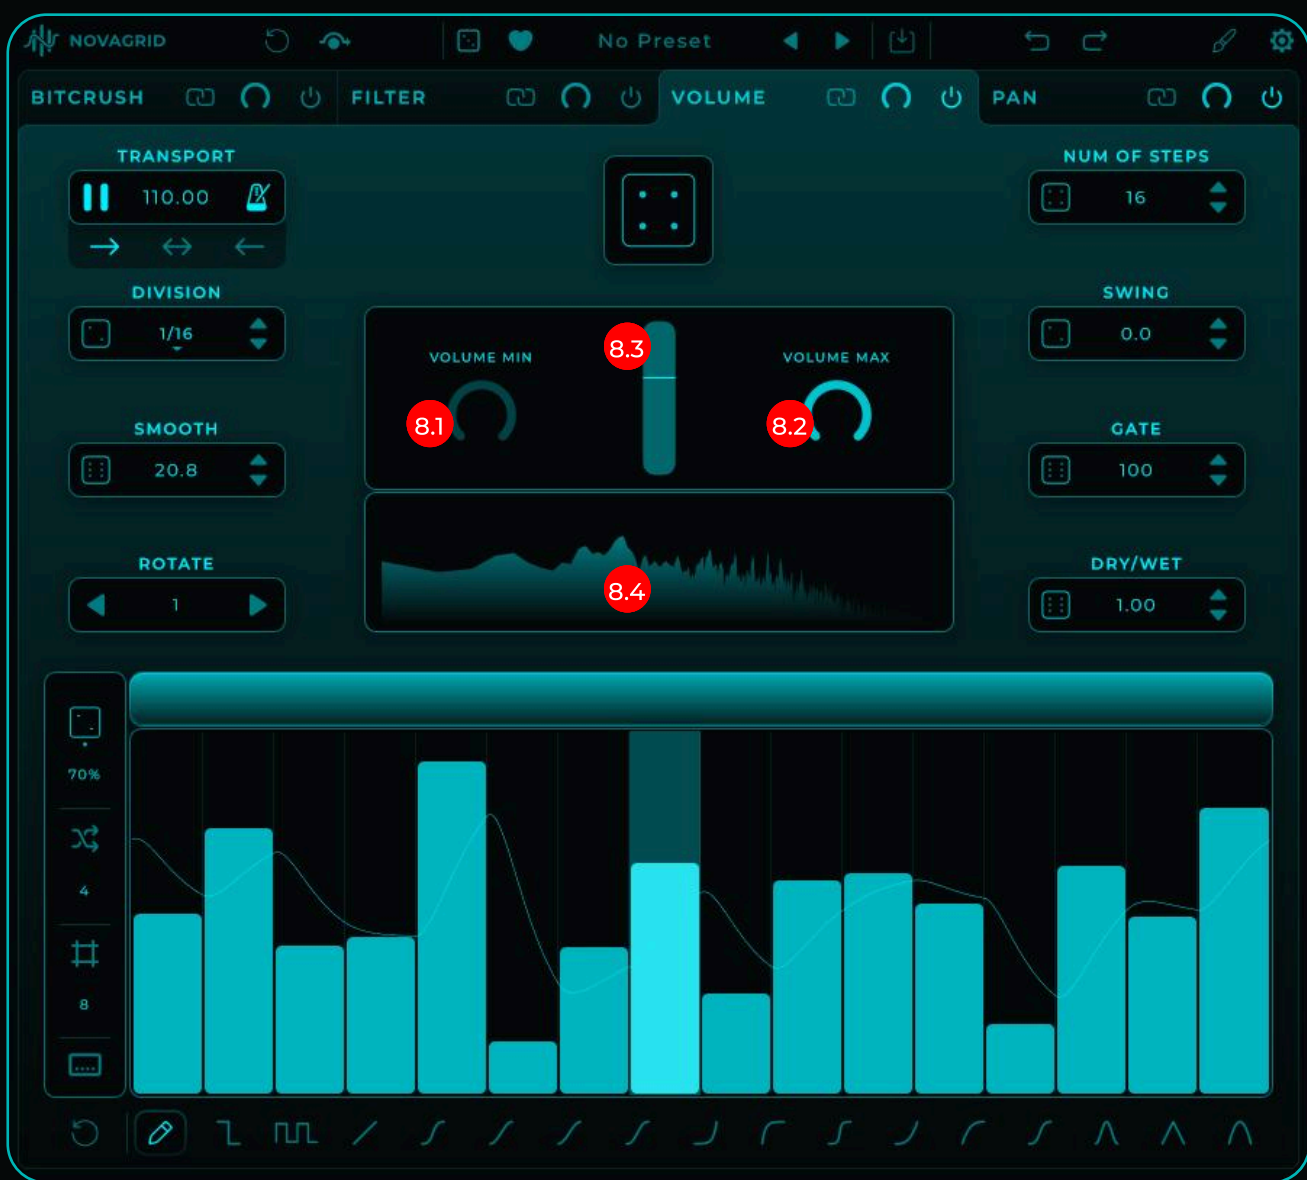 NOVAGRID
No Preset
BITCRUSH
FILTER
VOLUME
PAN
TRANSPORT
110.00
NUM OF STEPS
16
DIVISION
1/16
SWING
0.0
VOLUME MIN
8.3
VOLUME MAX
8.1
8.2
SMOOTH
20.8
GATE
100
8.4
ROTATE
1
DRY/WET
1.00
70%
4
8